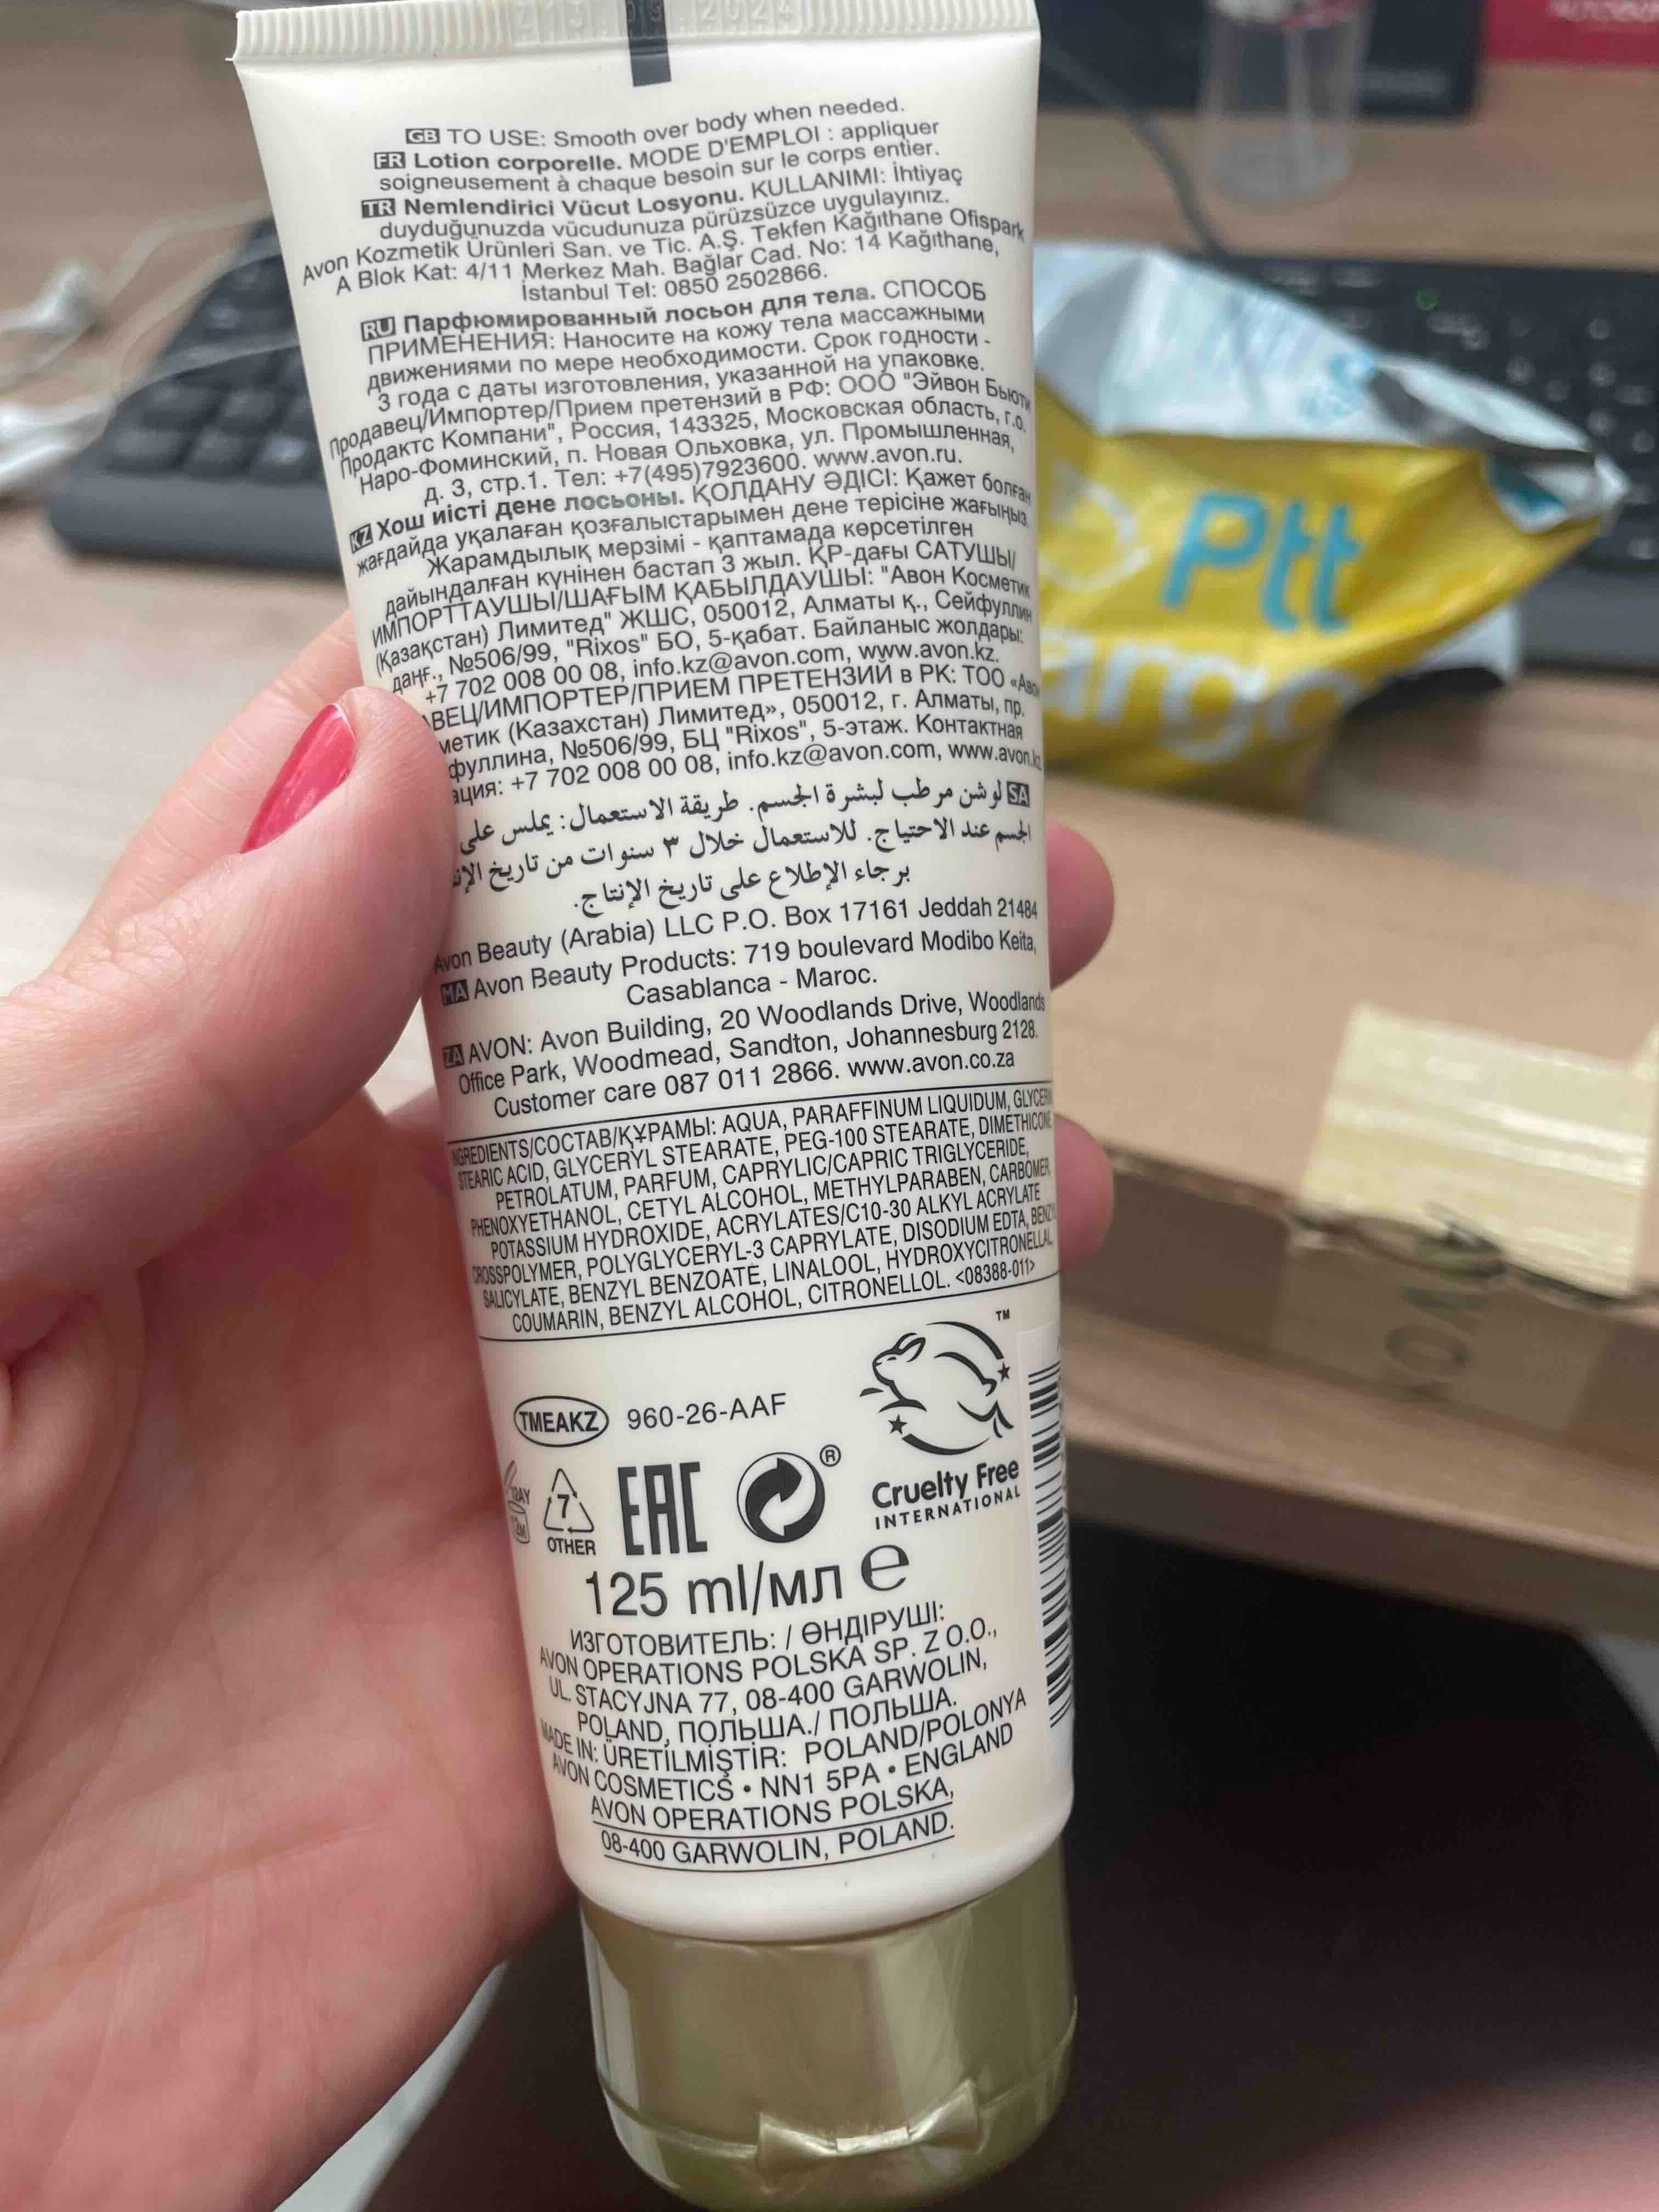 03.2024
GB TO USE: Smooth over body when needed.
FR Lotion corporelle. MODE D'EMPLOI : appliquer
soigneusement à chaque besoin sur le corps entier.
TR Nemlendirici Vücut Losyonu. KULLANIMI: İhtiyaç
duyduğunuzda vücudunuza pürüzsüzce uygulayınız.
Avon Kozmetik Ürünleri San. ve Tic. A.Ş. Tekfen Kağıthane Ofispark
A Blok Kat: 4/11 Merkez Mah. Bağlar Cad. No: 14 Kağıthane,
İstanbul Tel: 0850 2502866.
RU Парфюмированный лосьон для тела. СПОСОБ
ПРИМЕНЕНИЯ: Наносите на кожу тела массажными
движениями по мере необходимости. Срок годности -
3 года с даты изготовления, указанной на упаковке.
Продавец/Импортер/Прием претензий в РФ: ООО "Эйвон Бьюти
Продактс Компани", Россия, 143325, Московская область, г.о.
Наро-Фоминский, п. Новая Ольховка, ул. Промышленная,
д. 3, стр.1. Тел: +7(495)7923600. www.avon.ru.
KZ Хош иісті дене лосьоны. ҚОЛДАНУ ӘДІСІ: Қажет болған
жағдайда уқалаған қозғалыстарымен дене терісіне жағыңыз.
Жарамдылық мерзімі - қаптамада көрсетілген
дайындалған күнінен бастап 3 жыл. ҚР-дағы САТУШЫ/
ИМПОРТТАУШЫ/ШАҒЫМ ҚАБЫЛДАУШЫ: "Авон Косметик
(Казақстан) Лимитед" ЖШС, 050012, Алматы қ., Сейфуллин
даңғ., №506/99, "Rixos" БО, 5-қабат. Байланыс жолдары:
+7 702 008 00 08, info.kz@avon.com, www.avon.kz.
АВЕЦ/ИМПОРТЕР/ПРИЕМ ПРЕТЕНЗИЙ в РК: ТОО «Аво
метик (Казахстан) Лимитед», 050012, г. Алматы, пр.
фуллина, №506/99, БЦ "Rixos", 5-этаж. Контактная
ация: +7 702 008 00 08, info.kz@avon.com, www.avon.kz
SA لوشن مرطب لبشرة الجسم. طريقة الاستعمال: يملس على
الجسم عند الاحتياج. للاستعمال خلال ٣ سنوات من تاريخ الإنت
برجاء الإطلاع على تاريخ الإنتاج.
Avon Beauty (Arabia) LLC P.O. Box 17161 Jeddah 21484
MA Avon Beauty Products: 719 boulevard Modibo Keita,
Casablanca - Maroc.
ZA AVON: Avon Building, 20 Woodlands Drive, Woodlands
Office Park, Woodmead, Sandton, Johannesburg 2128.
Customer care 087 011 2866. www.avon.co.za
INGREDIENTS/СОСТАВ/ҚҰРАМЫ: AQUA, PARAFFINUM LIQUIDUM, GLYCERIN
STEARIC ACID, GLYCERYL STEARATE, PEG-100 STEARATE, DIMETHICONE
PETROLATUM, PARFUM, CAPRYLIC/CAPRIC TRIGLYCERIDE,
PHENOXYETHANOL, CETYL ALCOHOL, METHYLPARABEN, CARBOMER,
POTASSIUM HYDROXIDE, ACRYLATES/C10-30 ALKYL ACRYLATE
CROSSPOLYMER, POLYGLYCERYL-3 CAPRYLATE, DISODIUM EDTA, BENZYL
SALICYLATE, BENZYL BENZOATE, LINALOOL, HYDROXYCITRONELLAL,
COUMARIN, BENZYL ALCOHOL, CITRONELLOL. <08388-011>
TM
TMEAKZ 960-26-AAF
Cruelty Free
INTERNATIONAL
12AY
12M
7
OTHER
EAC
®
125 ml/мл e
ИЗГОТОВИТЕЛЬ: / ӨНДІРУШІ:
AVON OPERATIONS POLSKA SP. Z O.O.,
UL. STACYJNA 77, 08-400 GARWOLIN,
POLAND, ПОЛЬША./ ПОЛЬША.
MADE IN: ÜRETİLMİŞTİR: POLAND/POLONYA
AVON COSMETICS • NN1 5PA • ENGLAND
AVON OPERATIONS POLSKA,
08-400 GARWOLIN, POLAND.
Ptt
argo